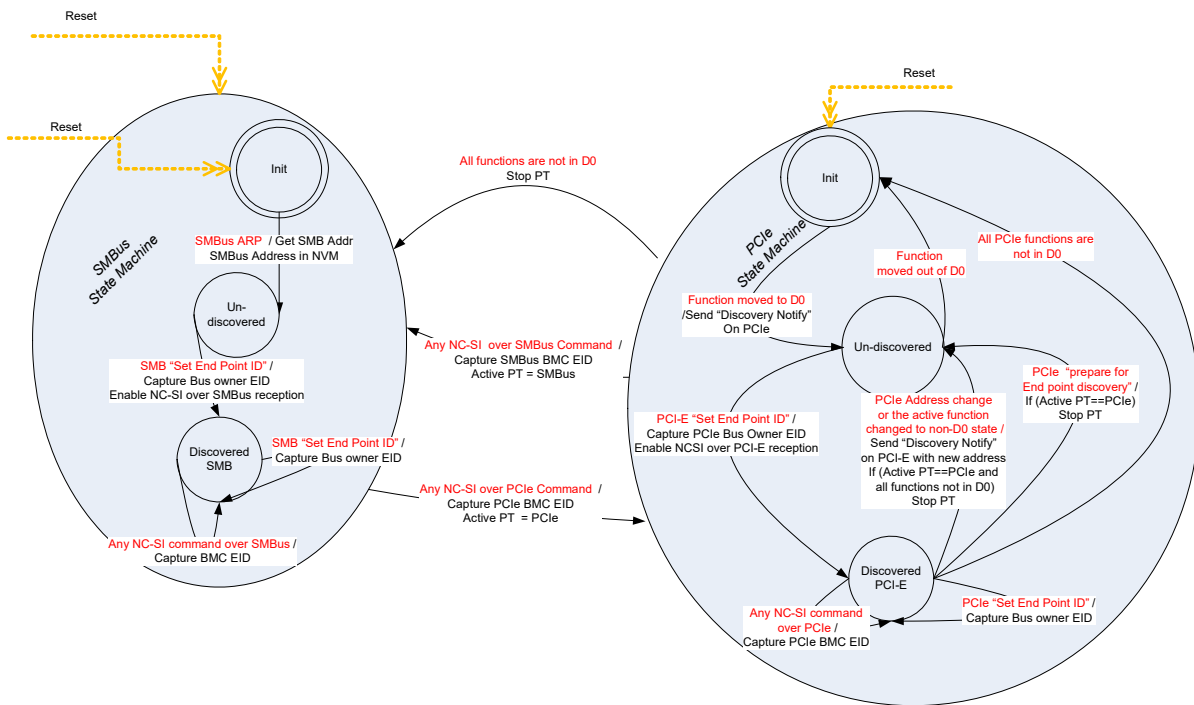 Reset
Reset
Reset
Init
SMBus
State Machine
SMBus ARP / Get SMB Addr
SMBus Address in NVM
Un-
discovered
SMB “Set End Point ID” /
Capture Bus owner EID
Enable NC-SI over SMBus reception
Discovered
SMB
SMB “Set End Point ID” /
Capture Bus owner EID
Any NC-SI command over SMBus /
Capture BMC EID
All functions are not in D0
Stop PT
Any NC-SI over SMBus Command /
Capture SMBus BMC EID
Active PT = SMBus
Any NC-SI over PCIe Command /
Capture PCIe BMC EID
Active PT = PCIe
Init
PCIe
State Machine
All PCIe functions are
not in D0
Function
moved out of D0
Function moved to D0
/Send “Discovery Notify”
On PCIe
Un-discovered
PCIe “prepare for
End point discovery” /
If (Active PT==PCIe)
Stop PT
PCIe Address change
or the active function
changed to non-D0 state /
Send “Discovery Notify”
on PCI-E with new address
If (Active PT==PCIe and
all functions not in D0)
Stop PT
PCI-E “Set End Point ID” /
Capture PCIe Bus Owner EID
Enable NCSI over PCI-E reception
Discovered
PCI-E
Any NC-SI command
over PCIe /
Capture PCIe BMC EID
PCIe “Set End Point ID” /
Capture Bus owner EID